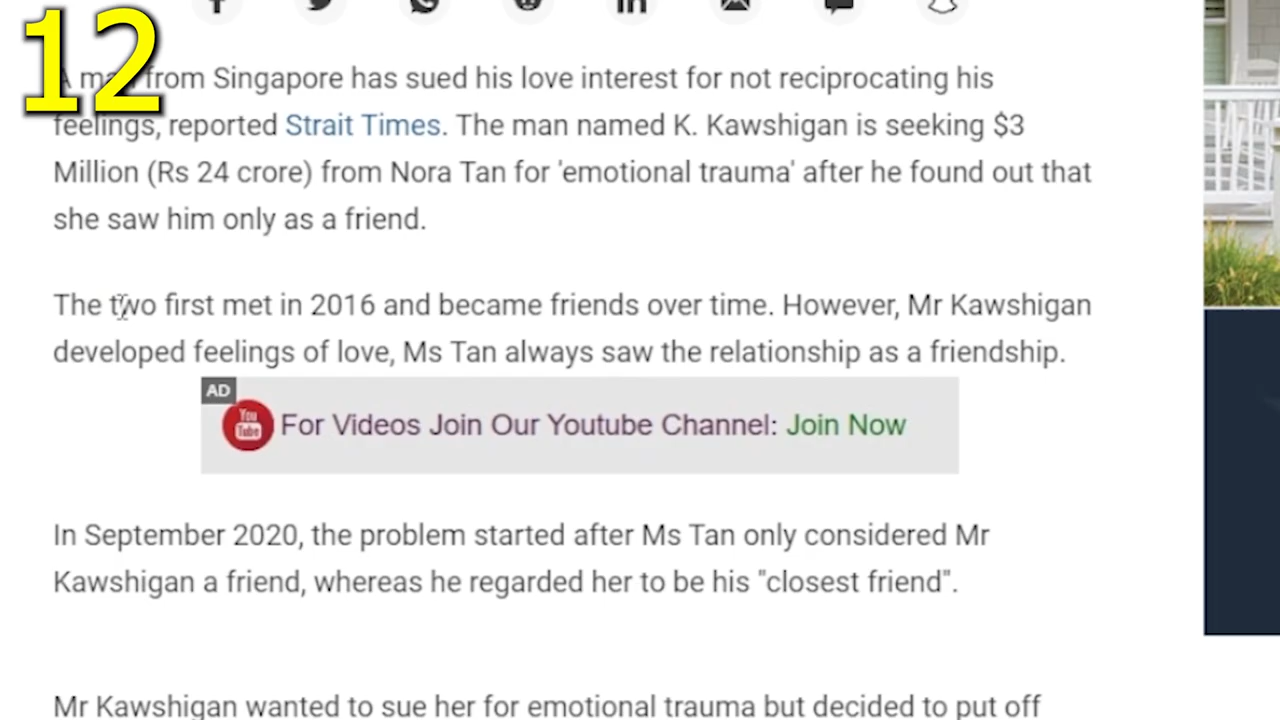 12
A man from Singapore has sued his love interest for not reciprocating his
feelings, reported Strait Times. The man named K. Kawshigan is seeking $3
Million (Rs 24 crore) from Nora Tan for 'emotional trauma' after he found out that
she saw him only as a friend.
The two first met in 2016 and became friends over time. However, Mr Kawshigan
developed feelings of love, Ms Tan always saw the relationship as a friendship.
AD
You
Tube
For Videos Join Our Youtube Channel: Join Now
In September 2020, the problem started after Ms Tan only considered Mr
Kawshigan a friend, whereas he regarded her to be his "closest friend".
Mr Kawshigan wanted to sue her for emotional trauma but decided to put off